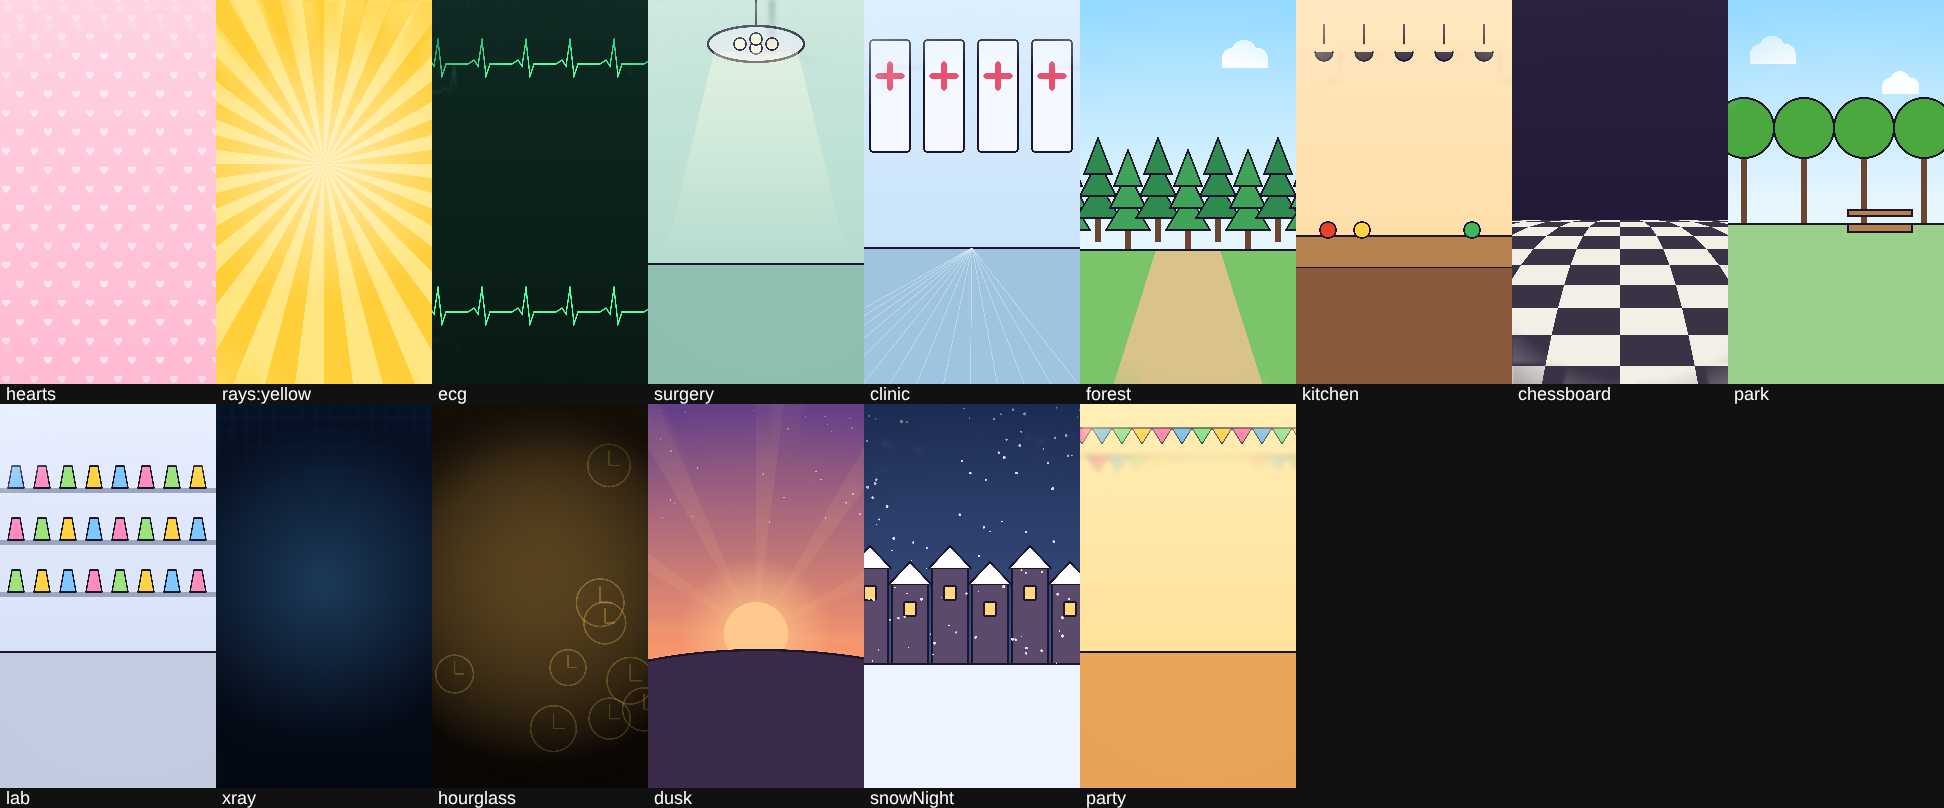 hearts
rays:yellow
ecg
surgery
clinic
forest
kitchen
chessboard
park
lab
xray
hourglass
dusk
snowNight
party